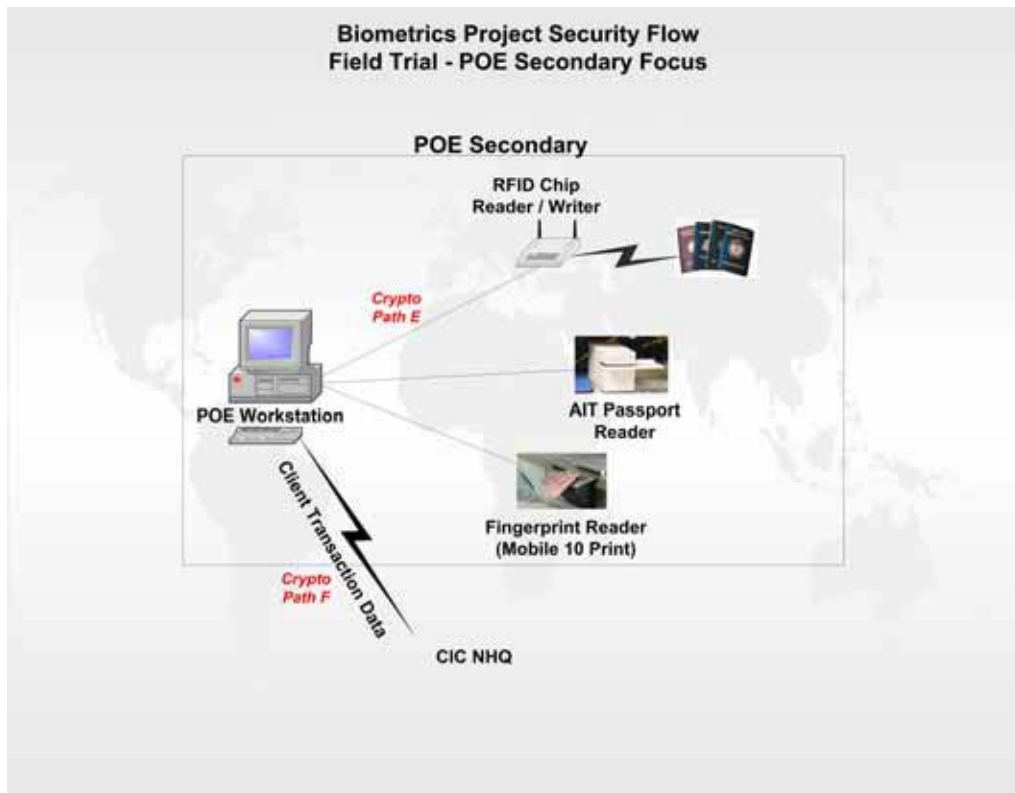 Biometrics Project Security Flow
Field Trial - POE Secondary Focus
POE Secondary
RFID Chip
Reader / Writer
Crypto
Path E
POE Workstation
AIT Passport
Reader
Fingerprint Reader
(Mobile 10 Print)
Client Transaction Data
Crypto
Path F
CIC NHQ